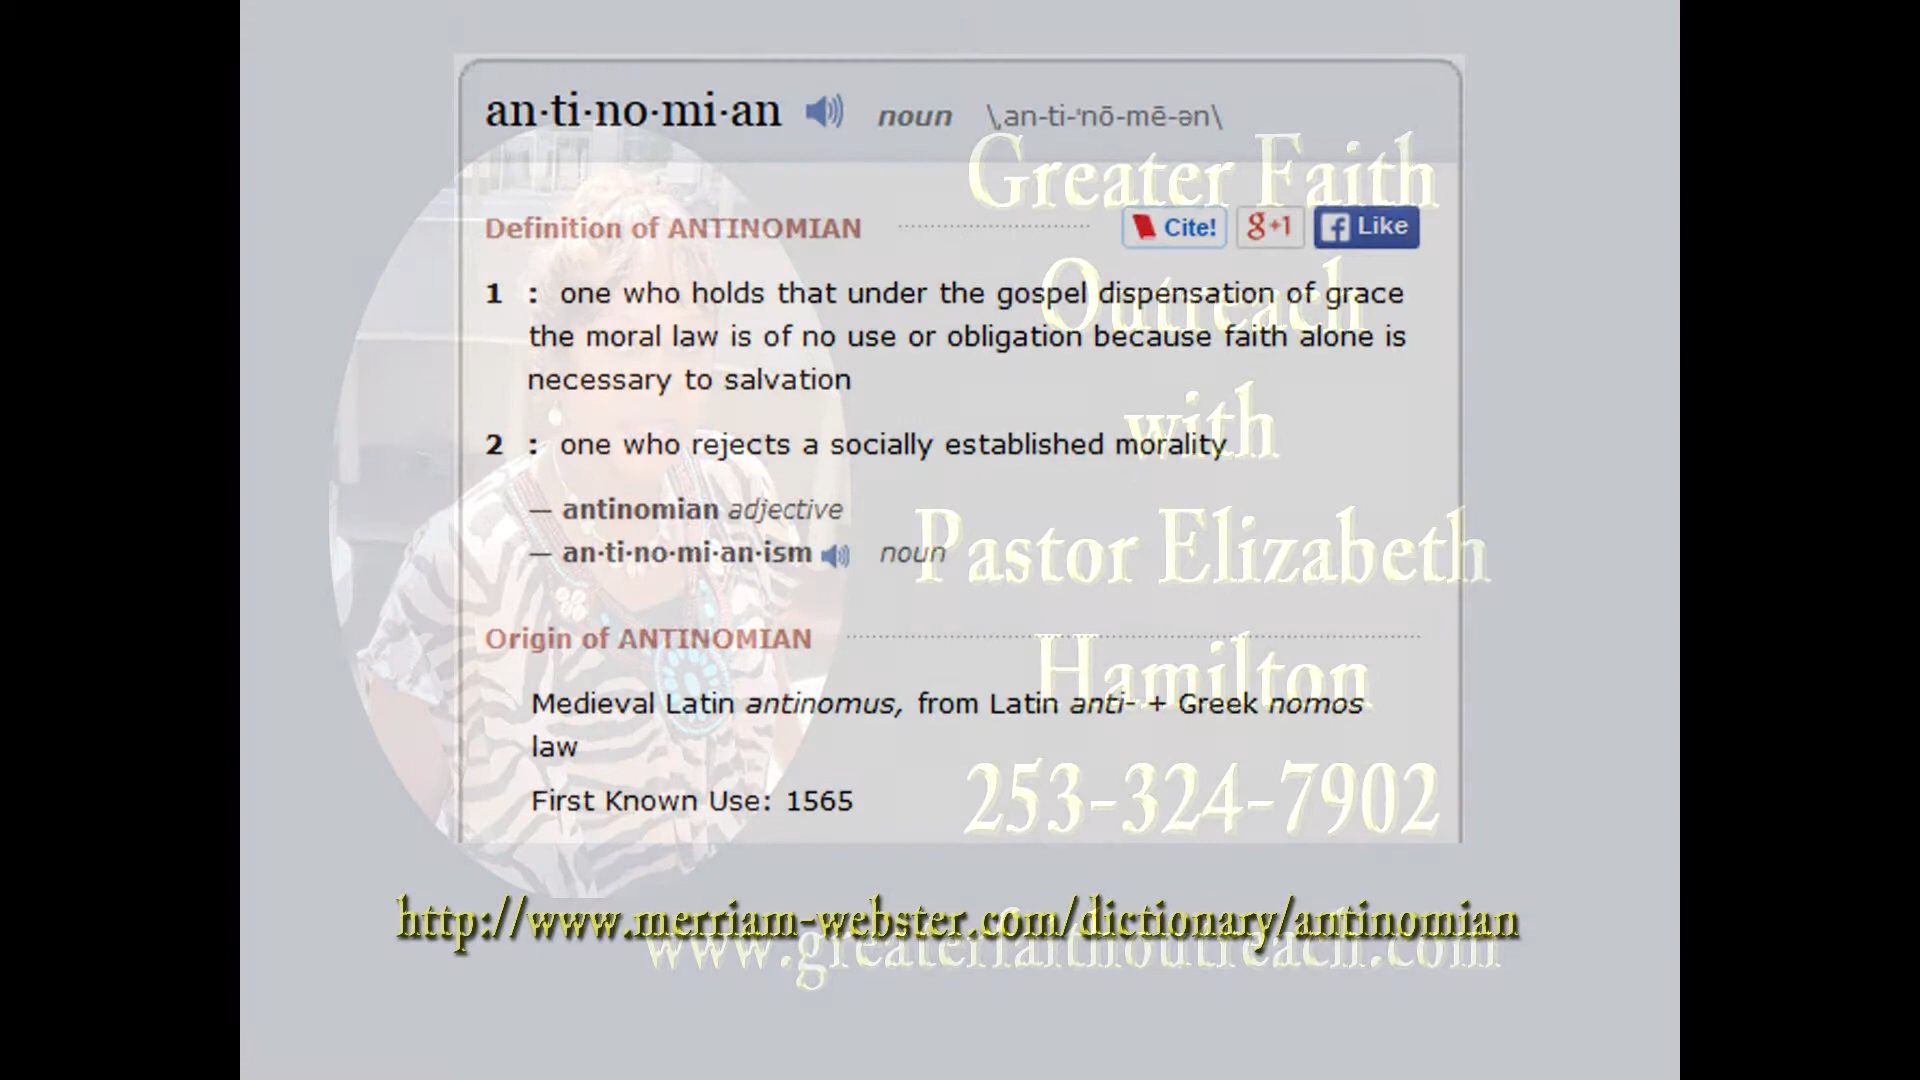 an·ti·no·mi·an noun \ˌan-ti-ˈnō-mē-ən\
Definition of ANTINOMIAN Cite! g+1 Like
1 : one who holds that under the gospel dispensation of grace
the moral law is of no use or obligation because faith alone is
necessary to salvation
2 : one who rejects a socially established morality
— antinomian adjective
— an·ti·no·mi·an·ism noun
Origin of ANTINOMIAN
Medieval Latin antinomus, from Latin anti- + Greek nomos
law
First Known Use: 1565
http://www.merriam-webster.com/dictionary/antinomian
Greater Faith
Outreach
with
Pastor Elizabeth
Hamilton
253-324-7902
www.greaterfaithoutreach.com